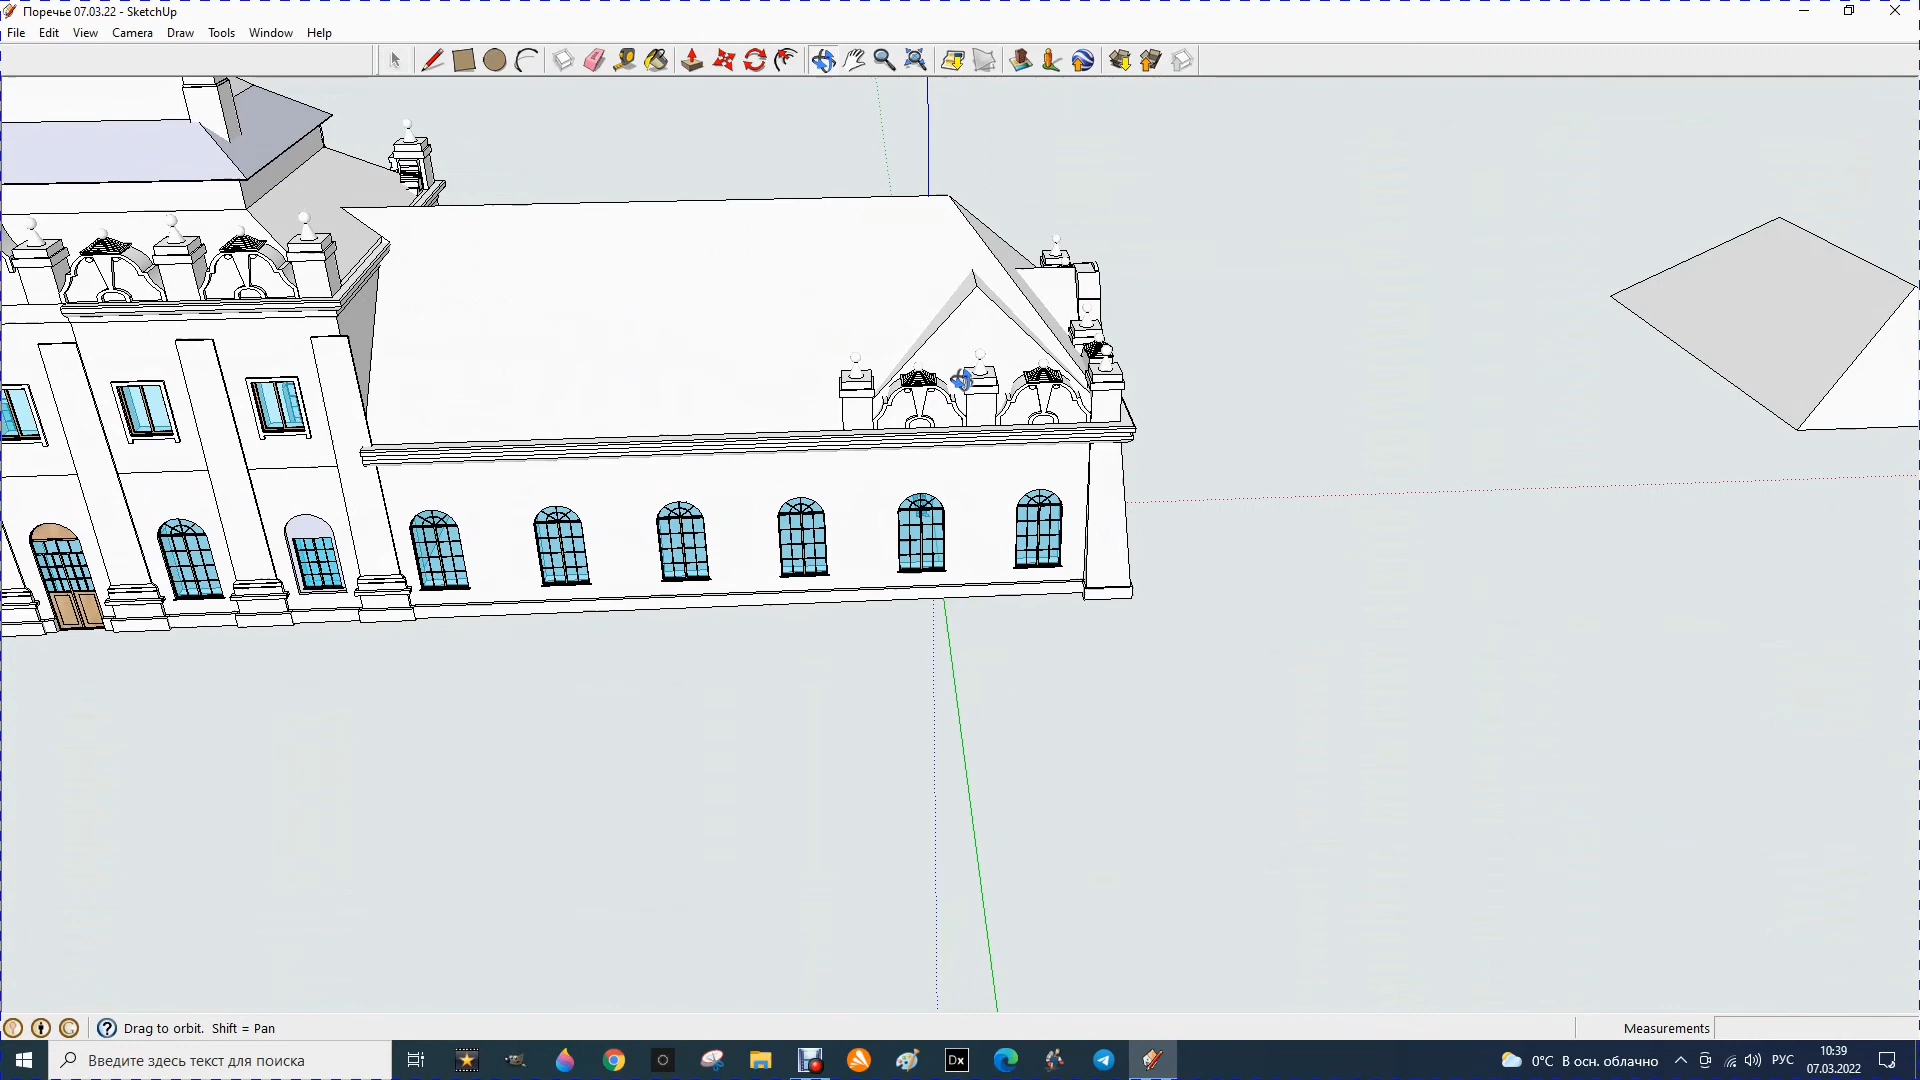 Поречье 07.03.22 - SketchUp
File Edit View Camera Draw Tools Window Help
Drag to orbit. Shift = Pan
Measurements
Введите здесь текст для поиска
Dx
0°C В осн. облачно
РУС
10:39
07.03.2022